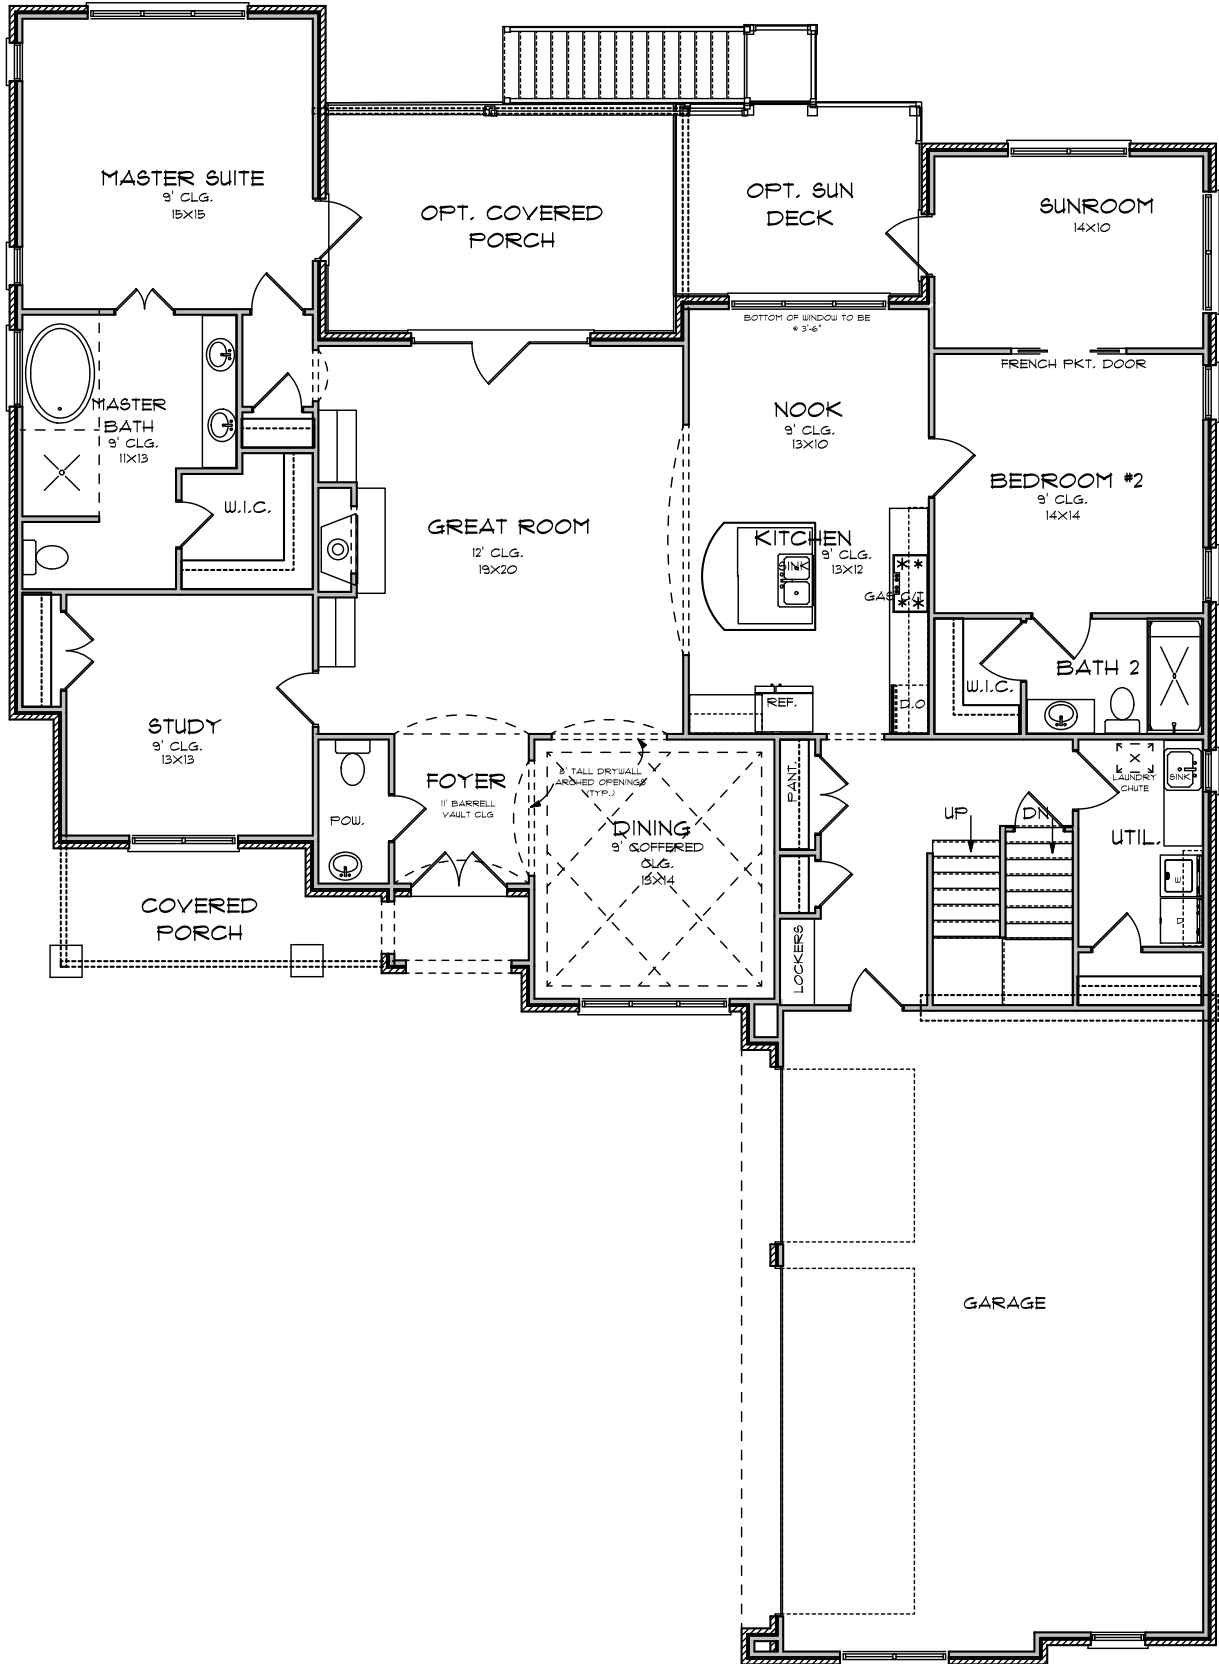 MASTER SUITE
9' CLG.
15X15
OPT. COVERED
PORCH
OPT. SUN
DECK
SUNROOM
14X10
BOTTOM OF WINDOW TO BE
@ 3'-6"
FRENCH PKT. DOOR
MASTER
BATH
9' CLG.
11X13
NOOK
9' CLG.
13X10
W.I.C.
GREAT ROOM
12' CLG.
19X20
KITCHEN
9' CLG.
13X12
SINK
GAS C/T
BEDROOM #2
9' CLG.
14X14
BATH 2
W.I.C.
REF.
D.O
STUDY
9' CLG.
13X13
FOYER
11' BARRELL
VAULT CLG
8' TALL DRYWALL
ARCHED OPENINGS
(TYP.)
POW.
DINING
9' COFFERED
CLG.
13X14
PANT.
UP
DN
X
LAUNDRY
CHUTE
SINK
UTIL.
W
D
COVERED
PORCH
LOCKERS
GARAGE